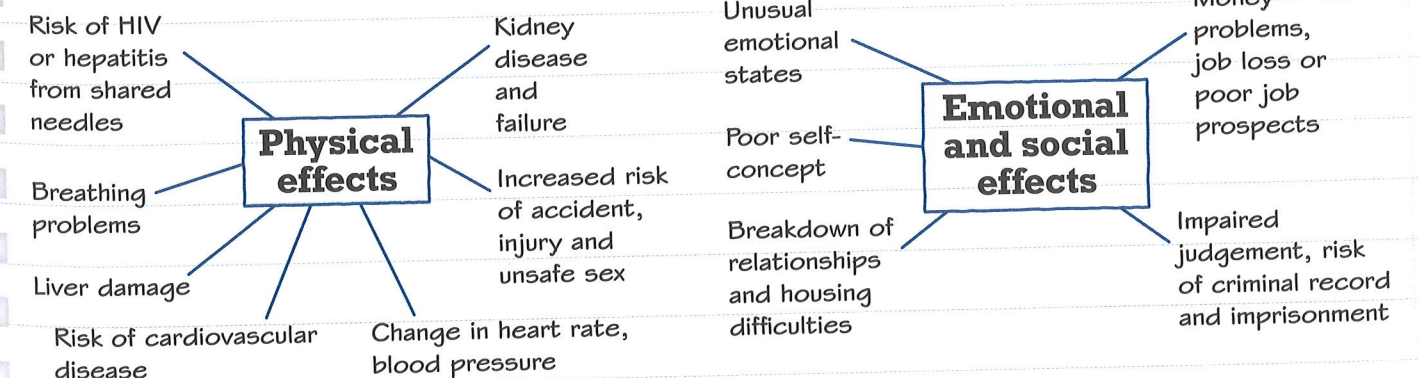 Risk of HIV
or hepatitis
from shared
needles
Kidney
disease
and
failure
Physical
effects
Breathing
problems
Increased risk
of accident,
injury and
unsafe sex
Liver damage
Risk of cardiovascular
disease
Change in heart rate,
blood pressure
Unusual
emotional
states
Money
problems,
job loss or
poor job
prospects
Emotional
and social
effects
Poor self-
concept
Breakdown of
relationships
and housing
difficulties
Impaired
judgement, risk
of criminal record
and imprisonment